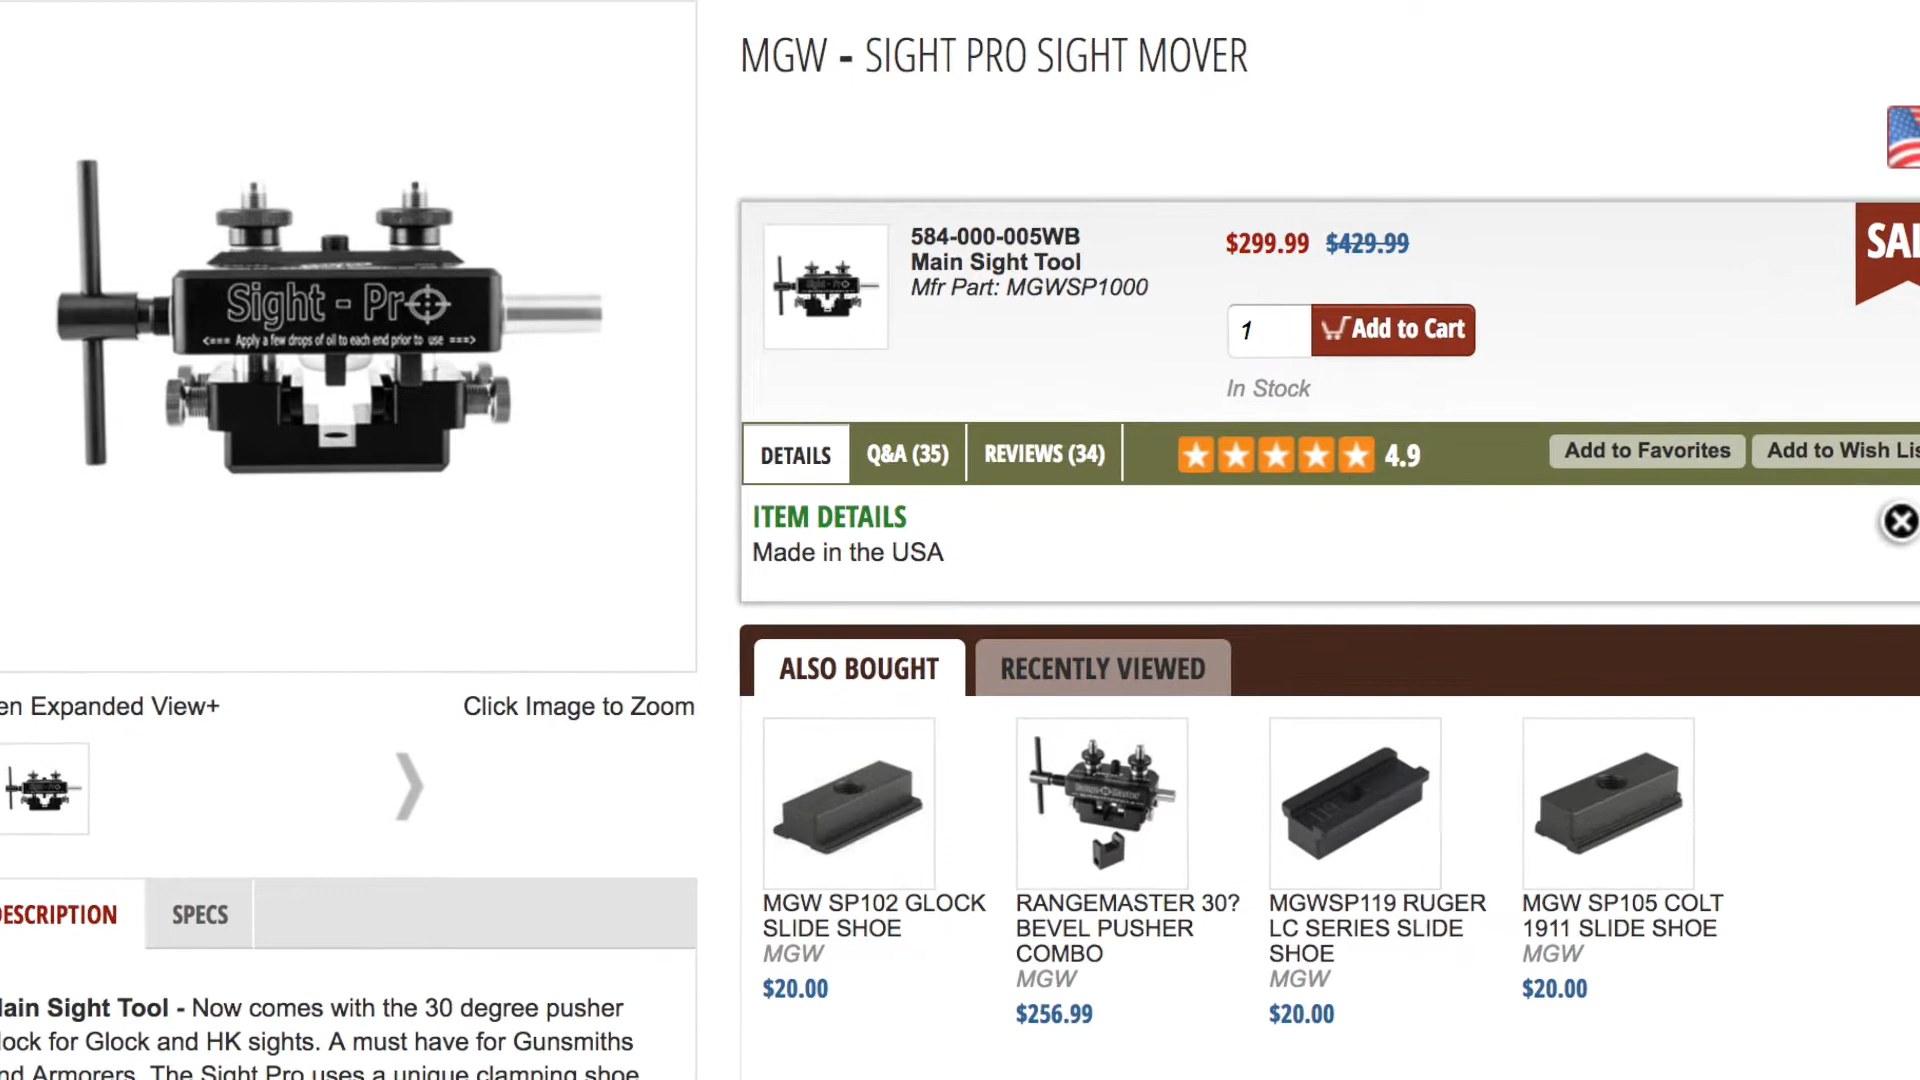 MGW - SIGHT PRO SIGHT MOVER
Sight - Pro
<=== Apply a few drops of oil to each end prior to use ===>
584-000-005WB
Main Sight Tool
Mfr Part: MGWSP1000
$299.99 $429.99
SAL
1
Add to Cart
In Stock
DETAILS
Q&A (35)
REVIEWS (34)
4.9
Add to Favorites
Add to Wish Lis
ITEM DETAILS
Made in the USA
ALSO BOUGHT
RECENTLY VIEWED
en Expanded View+
Click Image to Zoom
MGW SP102 GLOCK
SLIDE SHOE
MGW
$20.00
RANGEMASTER 30?
BEVEL PUSHER
COMBO
MGW
$256.99
MGWSP119 RUGER
LC SERIES SLIDE
SHOE
MGW
$20.00
MGW SP105 COLT
1911 SLIDE SHOE
MGW
$20.00
DESCRIPTION
SPECS
ain Sight Tool - Now comes with the 30 degree pusher
lock for Glock and HK sights. A must have for Gunsmiths
nd Armorers. The Sight Pro uses a unique clamping shoe